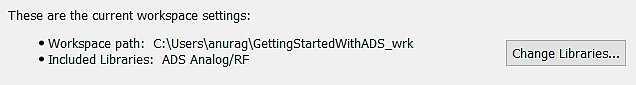 These are the current workspace settings:
• Workspace path: C:\Users\anurag\GettingStartedWithADS_wrk
• Included Libraries: ADS Analog/RF
Change Libraries...